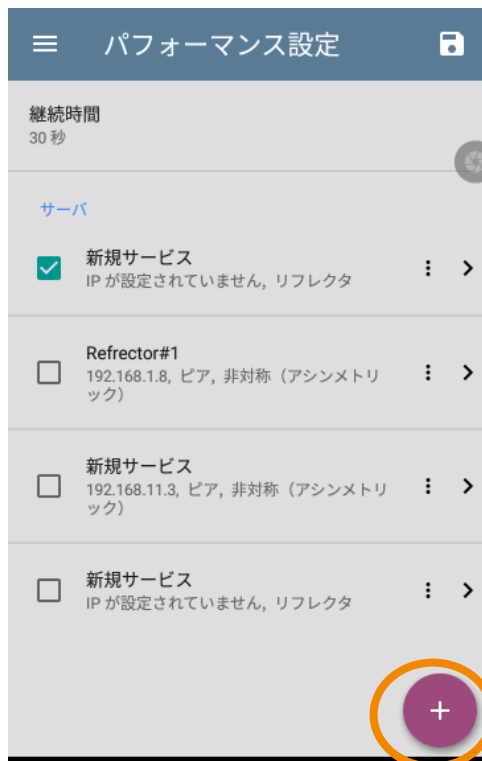 パフォーマンス設定
継続時間
30 秒
サーバ
新規サービス
IP が設定されていません, リフレクタ
Refrector#1
192.168.1.8, ピア, 非対称（アシンメトリ
ック）
新規サービス
192.168.11.3, ピア, 非対称（アシンメトリ
ック）
新規サービス
IP が設定されていません, リフレクタ